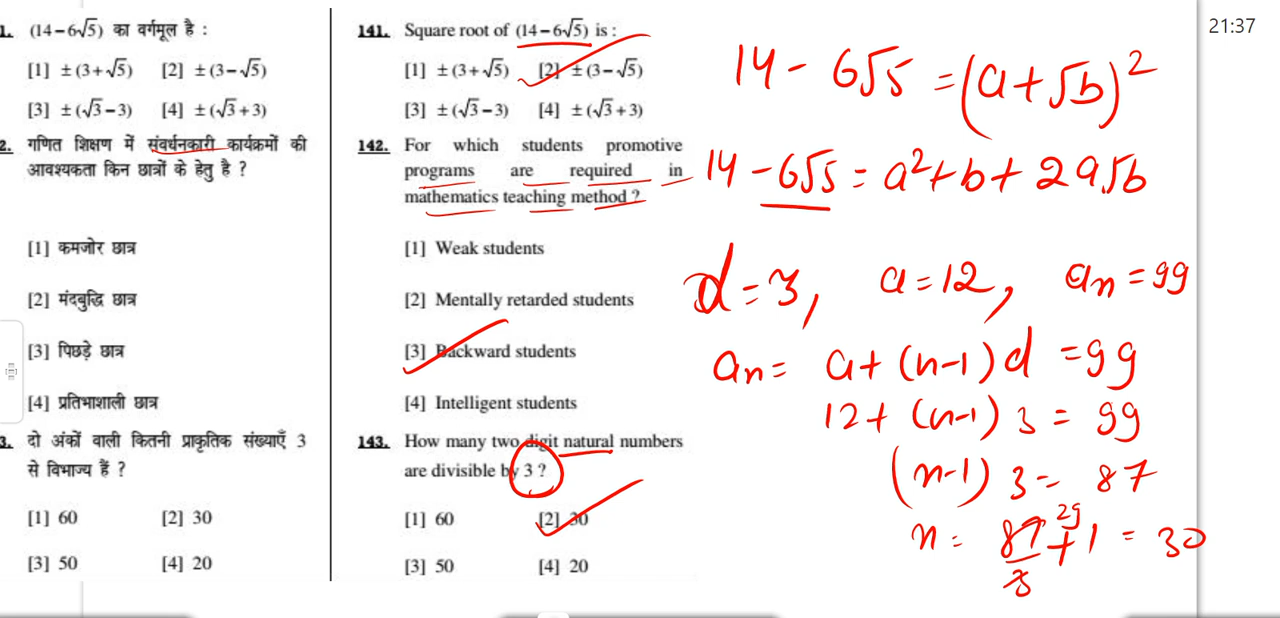 1. (14−6√5) का वर्गमूल है :
[1] ±(3+√5) [2] ±(3−√5)
[3] ±(√3−3) [4] ±(√3+3)
2. गणित शिक्षण में संवर्धनकारी कार्यक्रमों की
आवश्यकता किन छात्रों के हेतु है ?
[1] कमजोर छात्र
[2] मंदबुद्धि छात्र
[3] पिछड़े छात्र
[4] प्रतिभाशाली छात्र
3. दो अंकों वाली कितनी प्राकृतिक संख्याएँ 3
से विभाज्य हैं ?
[1] 60 [2] 30
[3] 50 [4] 20
141. Square root of (14−6√5) is :
[1] ±(3+√5) [2] ±(3−√5)
[3] ±(√3−3) [4] ±(√3+3)
142. For which students promotive
programs are required in
mathematics teaching method ?
[1] Weak students
[2] Mentally retarded students
[3] Backward students
[4] Intelligent students
143. How many two digit natural numbers
are divisible by 3 ?
[1] 60 [2] 30
[3] 50 [4] 20
14 − 6√5 = (a+√b)²
14 − 6√5 = a²+b+2a√b
d=3, a=12, an=99
an= a+(n−1)d =99
12+(n−1)3 = 99
(n−1)3= 87
29
n= 87/3+1 = 30
21:37